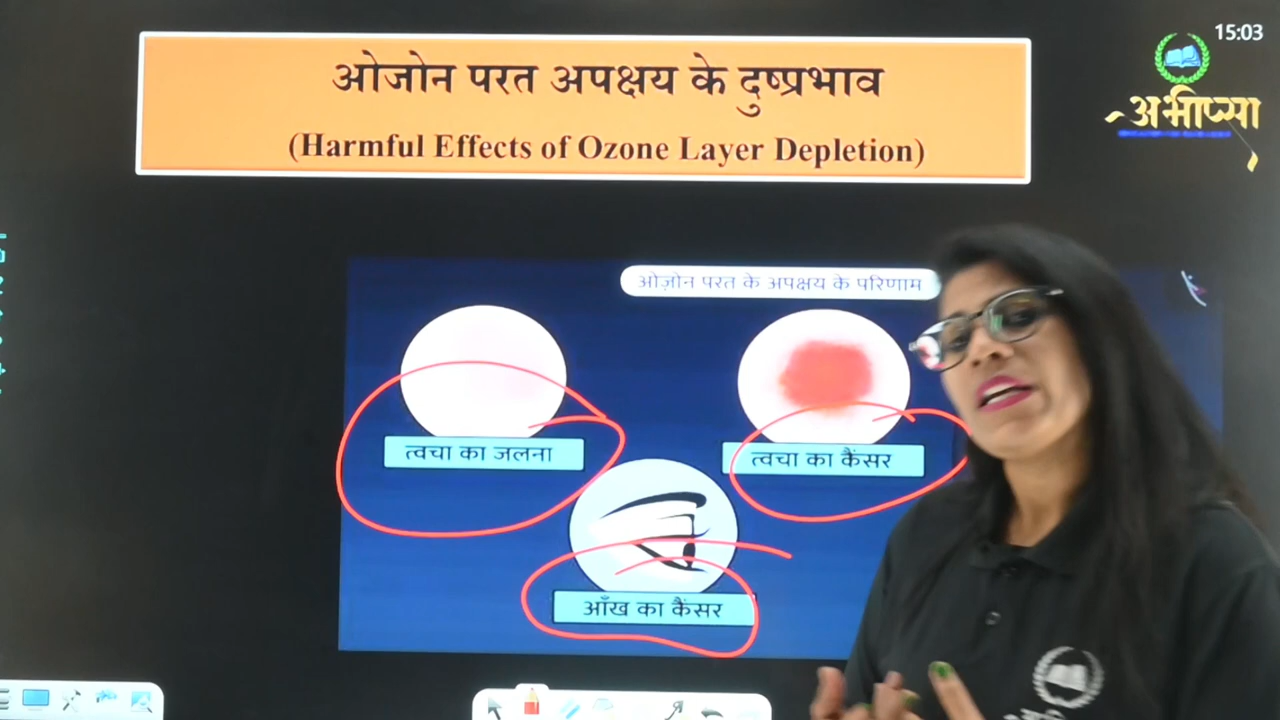 15:03
अभीप्सा
ओजोन परत अपक्षय के दुष्प्रभाव
(Harmful Effects of Ozone Layer Depletion)
ओज़ोन परत के अपक्षय के परिणाम
त्वचा का जलना
त्वचा का कैंसर
आँख का कैंसर